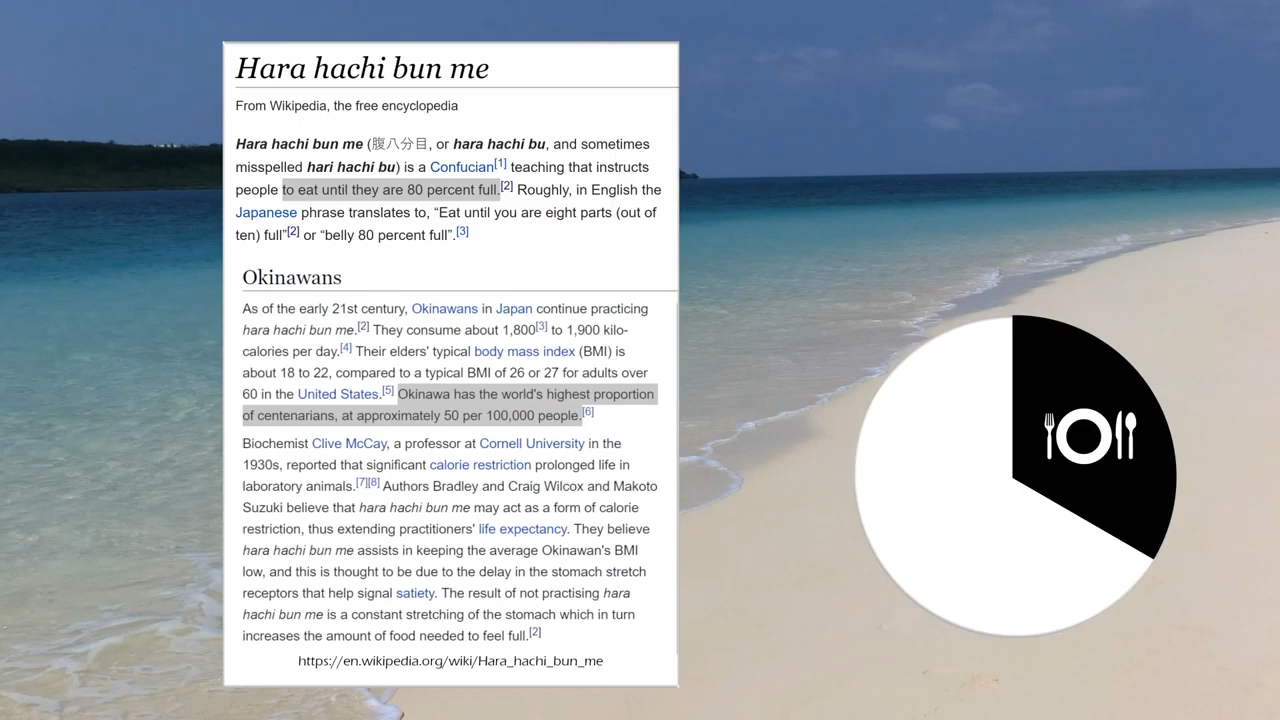 Hara hachi bun me
From Wikipedia, the free encyclopedia
Hara hachi bun me (腹八分目, or hara hachi bu, and sometimes
misspelled hari hachi bu) is a Confucian[1] teaching that instructs
people to eat until they are 80 percent full.[2] Roughly, in English the
Japanese phrase translates to, “Eat until you are eight parts (out of
ten) full”[2] or “belly 80 percent full”.[3]
Okinawans
As of the early 21st century, Okinawans in Japan continue practicing
hara hachi bun me.[2] They consume about 1,800[3] to 1,900 kilo-
calories per day.[4] Their elders' typical body mass index (BMI) is
about 18 to 22, compared to a typical BMI of 26 or 27 for adults over
60 in the United States.[5] Okinawa has the world's highest proportion
of centenarians, at approximately 50 per 100,000 people.[6]
Biochemist Clive McCay, a professor at Cornell University in the
1930s, reported that significant calorie restriction prolonged life in
laboratory animals.[7][8] Authors Bradley and Craig Wilcox and Makoto
Suzuki believe that hara hachi bun me may act as a form of calorie
restriction, thus extending practitioners' life expectancy. They believe
hara hachi bun me assists in keeping the average Okinawan's BMI
low, and this is thought to be due to the delay in the stomach stretch
receptors that help signal satiety. The result of not practising hara
hachi bun me is a constant stretching of the stomach which in turn
increases the amount of food needed to feel full.[2]
https://en.wikipedia.org/wiki/Hara_hachi_bun_me